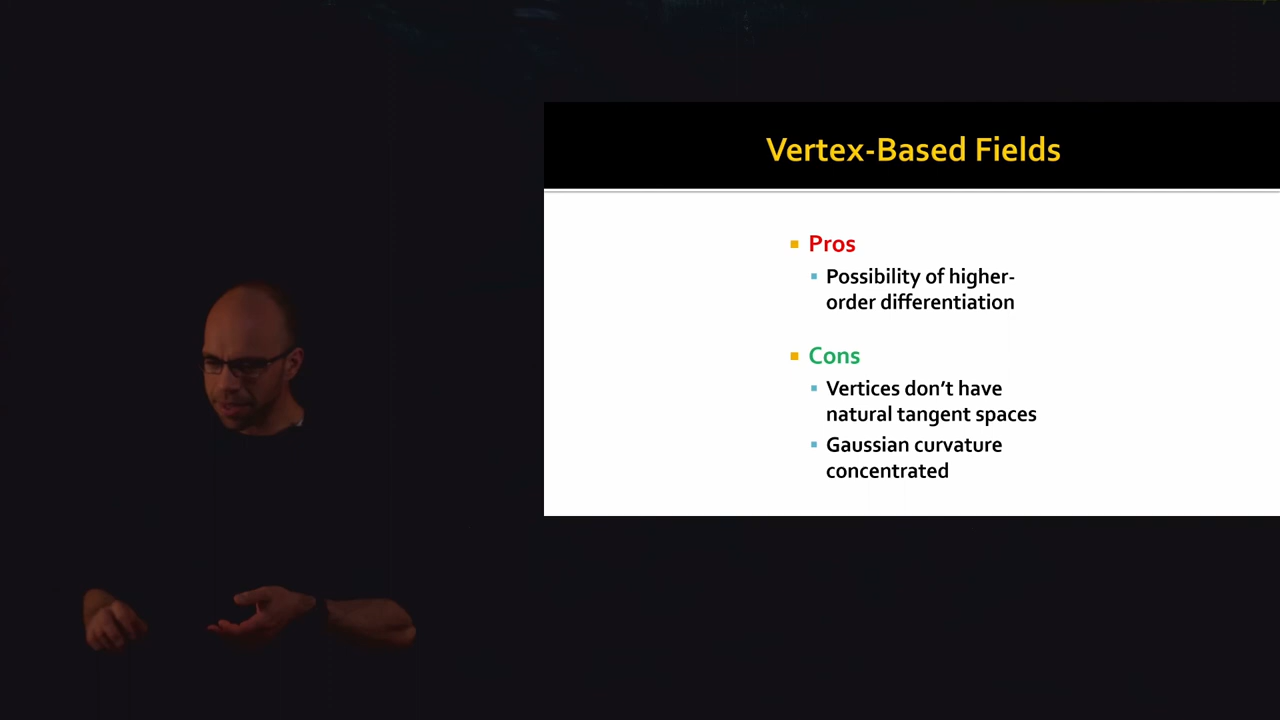 Vertex-Based Fields
Pros
Possibility of higher-
order differentiation
Cons
Vertices don't have
natural tangent spaces
Gaussian curvature
concentrated